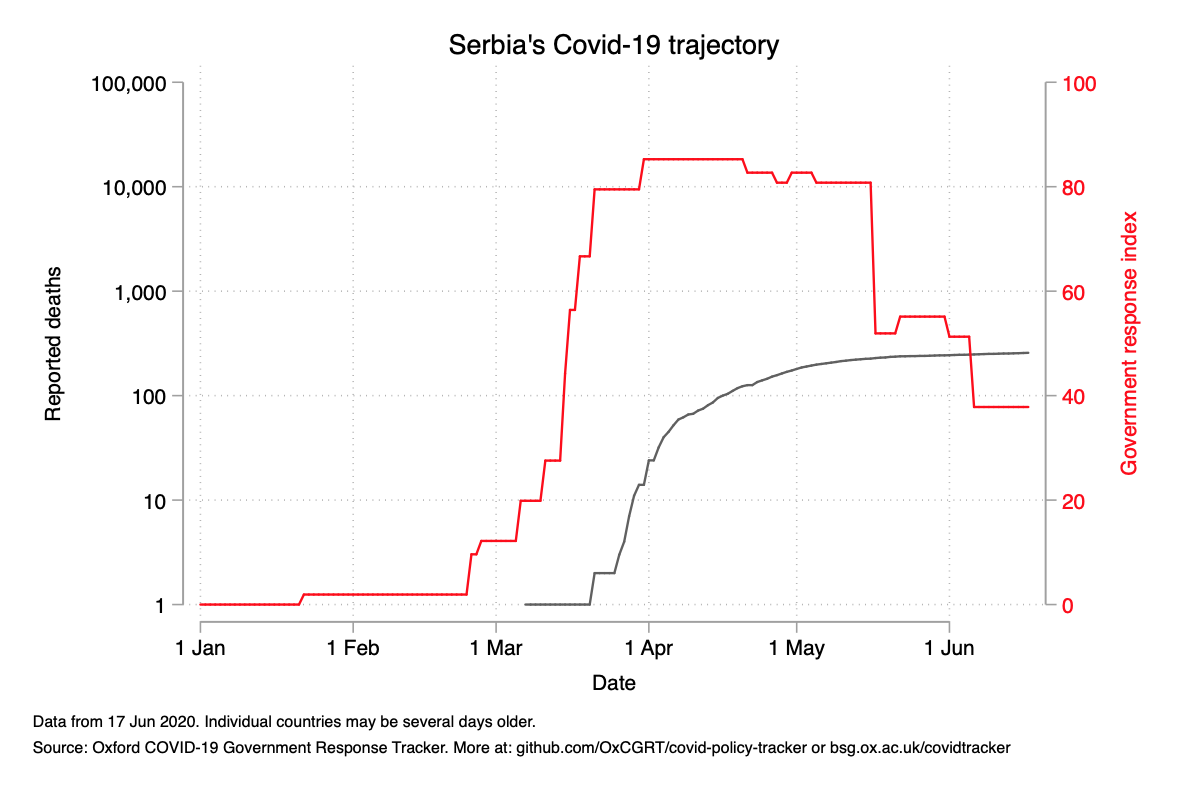 Serbia's Covid-19 trajectory
100,000
10,000
1,000
100
10
1
Reported deaths
100
80
60
40
20
0
Government response index
1 Jan 1 Feb 1 Mar 1 Apr 1 May 1 Jun
Date
Data from 17 Jun 2020. Individual countries may be several days older.
Source: Oxford COVID-19 Government Response Tracker. More at: github.com/OxCGRT/covid-policy-tracker or bsg.ox.ac.uk/covidtracker